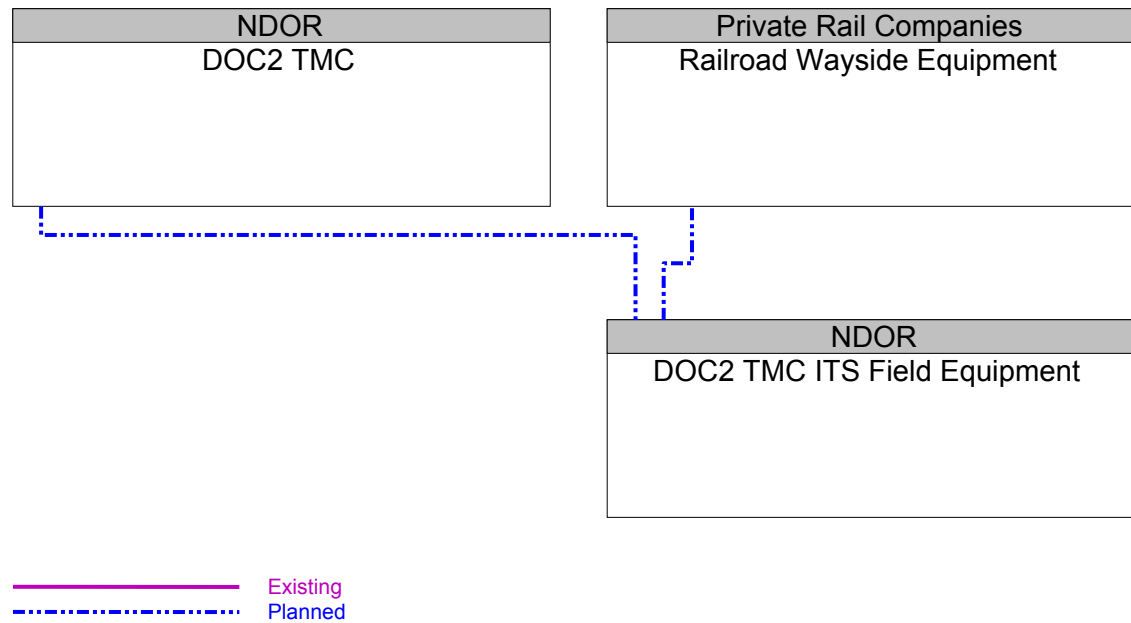 NDOR
DOC2 TMC
Private Rail Companies
Railroad Wayside Equipment
NDOR
DOC2 TMC ITS Field Equipment
Existing
Planned